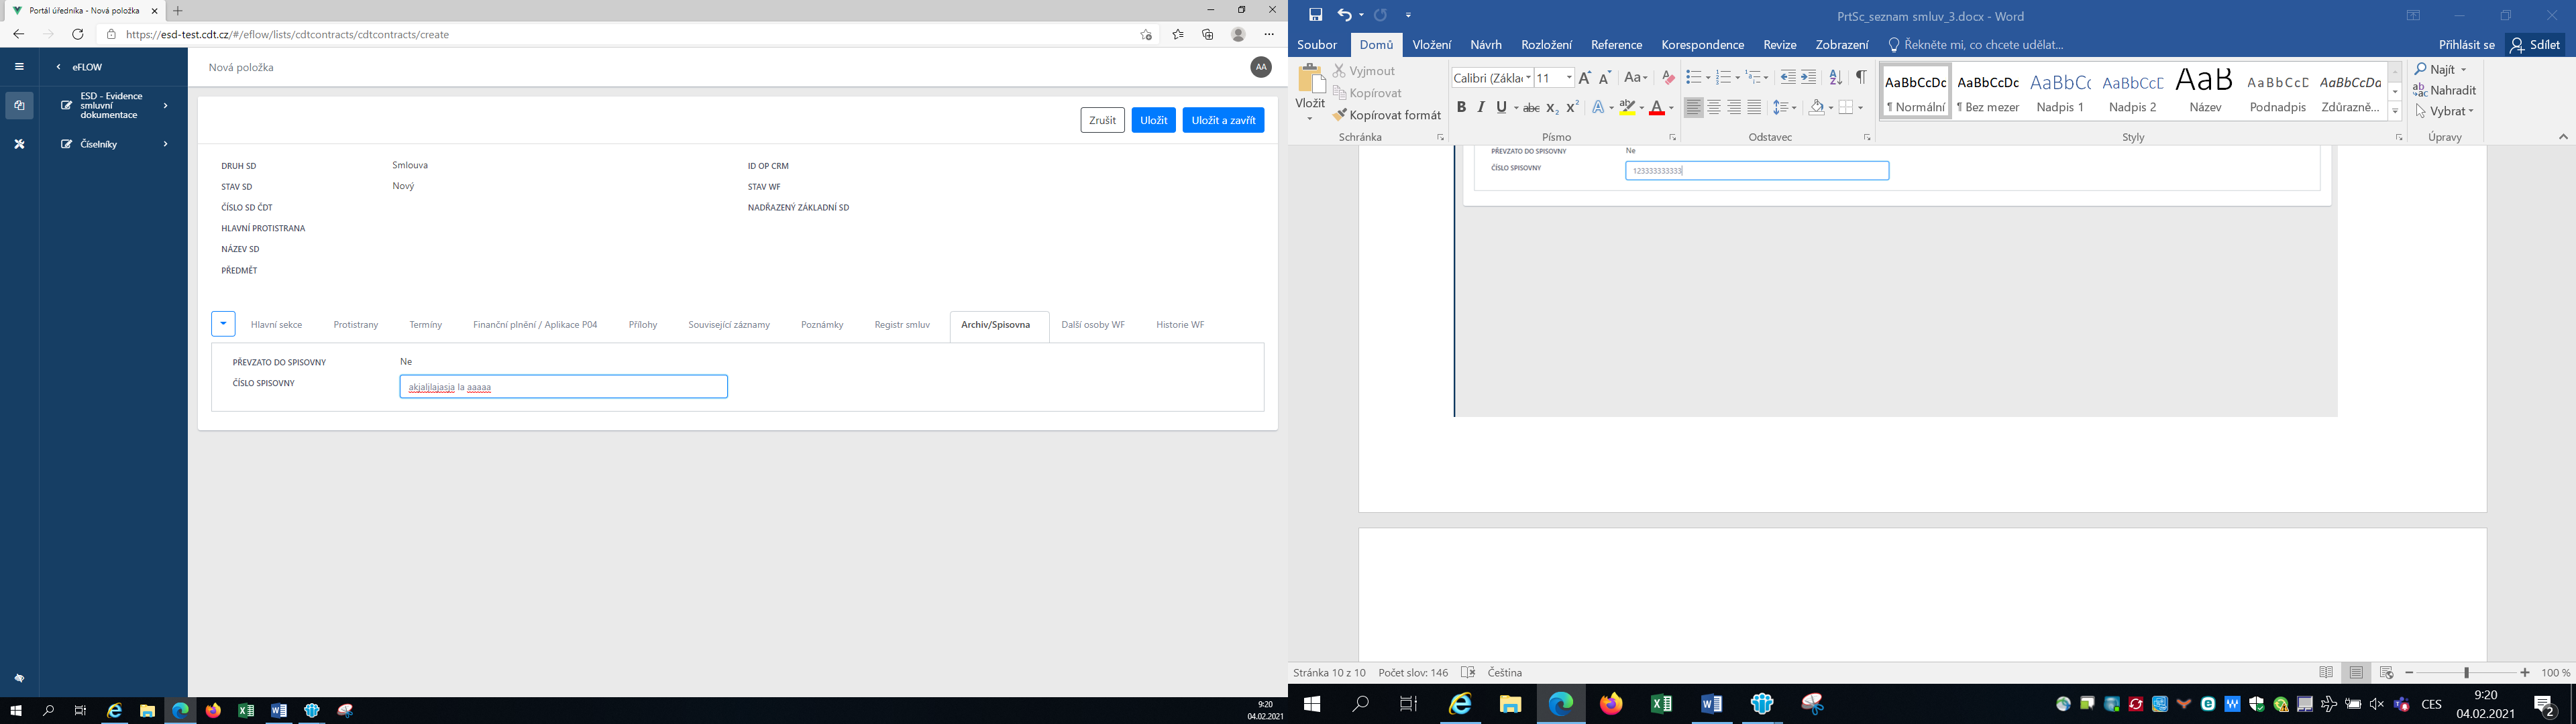 Portál úředníka - Nová položka
https://esd-test.cdt.cz/#/eflow/lists/cdtcontracts/cdtcontracts/create
eFLOW
ESD - Evidence
smluvní
dokumentace
Číselníky
Nová položka
AA
Zrušit
Uložit
Uložit a zavřít
DRUH SD
Smlouva
ID OP CRM
STAV SD
Nový
STAV WF
ČÍSLO SD ČDT
NADŘAZENÝ ZÁKLADNÍ SD
HLAVNÍ PROTISTRANA
NÁZEV SD
PŘEDMĚT
Hlavní sekce
Protistrany
Termíny
Finanční plnění / Aplikace P04
Přílohy
Související záznamy
Poznámky
Registr smluv
Archiv/Spisovna
Další osoby WF
Historie WF
PŘEVZATO DO SPISOVNY
Ne
ČÍSLO SPISOVNY
akjaljlajasja la aaaaa
9:20
04.02.2021
PrtSc_seznam smluv_3.docx - Word
Soubor
Domů
Vložení
Návrh
Rozložení
Reference
Korespondence
Revize
Zobrazení
Řekněte mi, co chcete udělat...
Přihlásit se
Sdílet
Vložit
Vyjmout
Kopírovat
Kopírovat formát
Schránka
Calibri (Základ
11
Písmo
Odstavec
AaBbCcDc
¶ Normální
AaBbCcDc
¶ Bez mezer
AaBbCc
Nadpis 1
AaBbCcE
Nadpis 2
AaB
Název
AaBbCcD
Podnadpis
AaBbCcDa
Zdůrazně...
Styly
Najít
Nahradit
Vybrat
Úpravy
PŘEVZATO DO SPISOVNY
Ne
ČÍSLO SPISOVNY
123333333333
Stránka 10 z 10
Počet slov: 146
Čeština
100 %
CES
9:20
04.02.2021
2